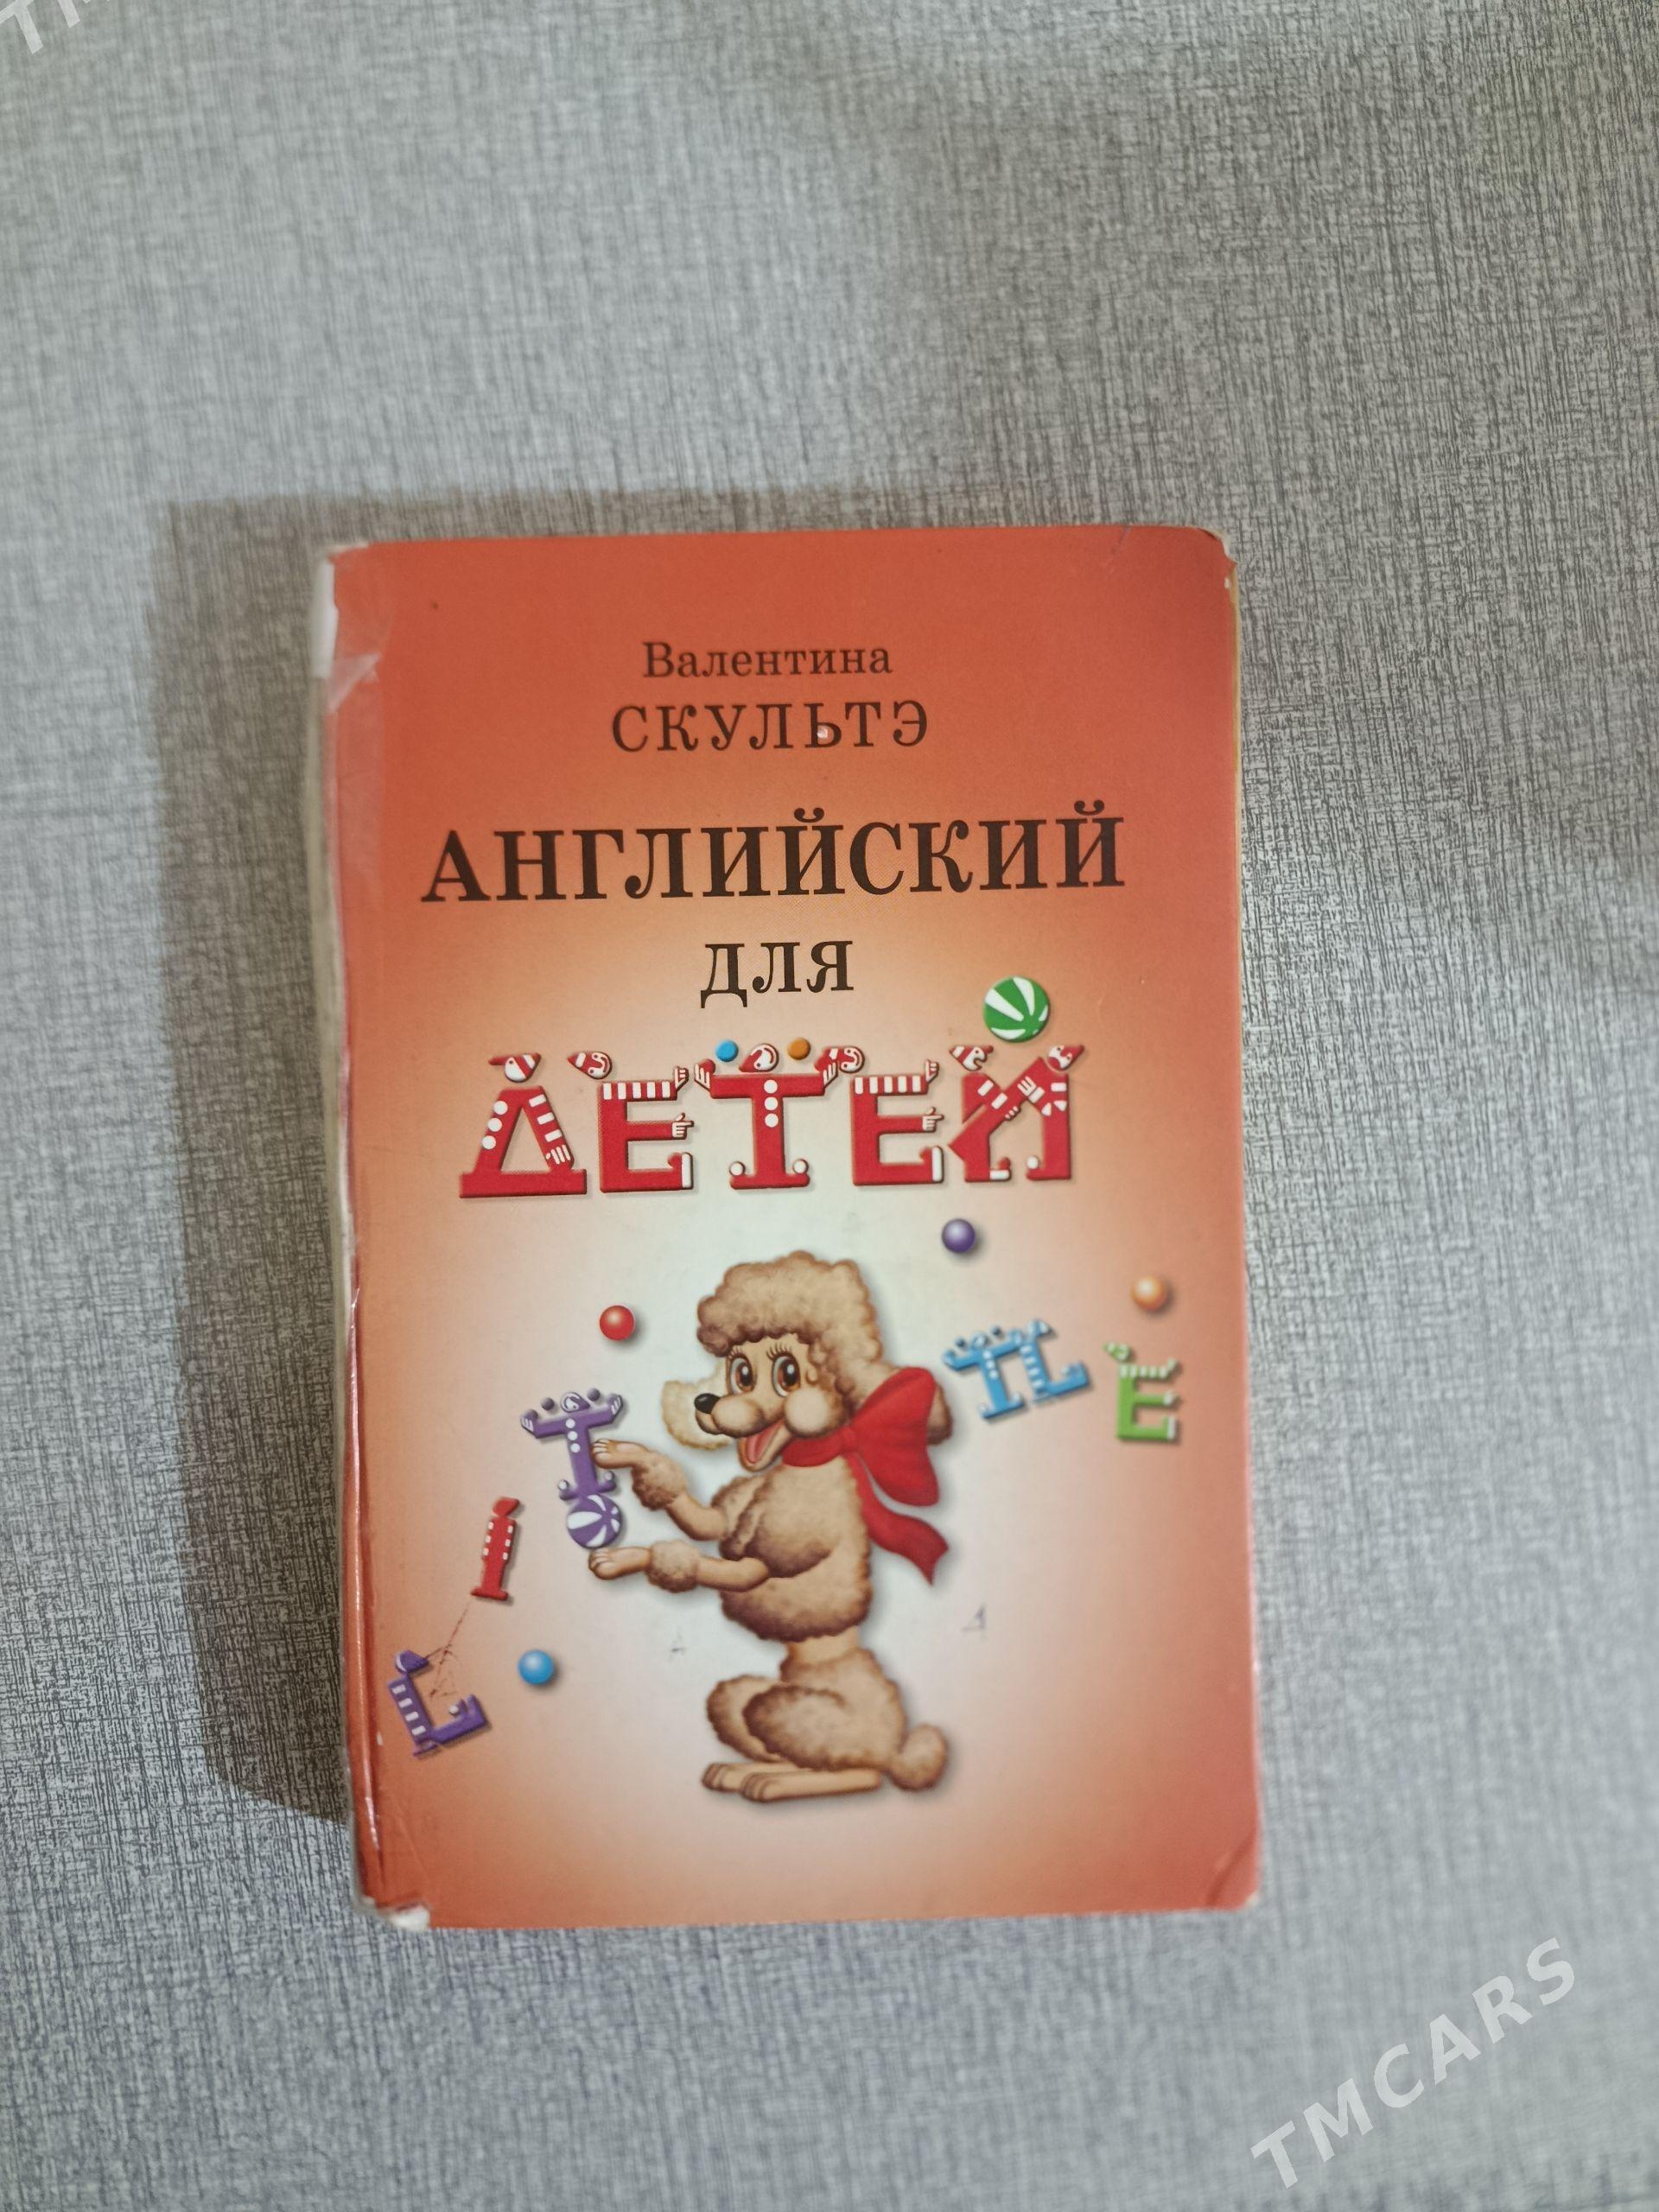 Валентина
СКУЛЬТЭ
АНГЛИЙСКИЙ
ДЛЯ
ДЕТЕЙ
TMCARS